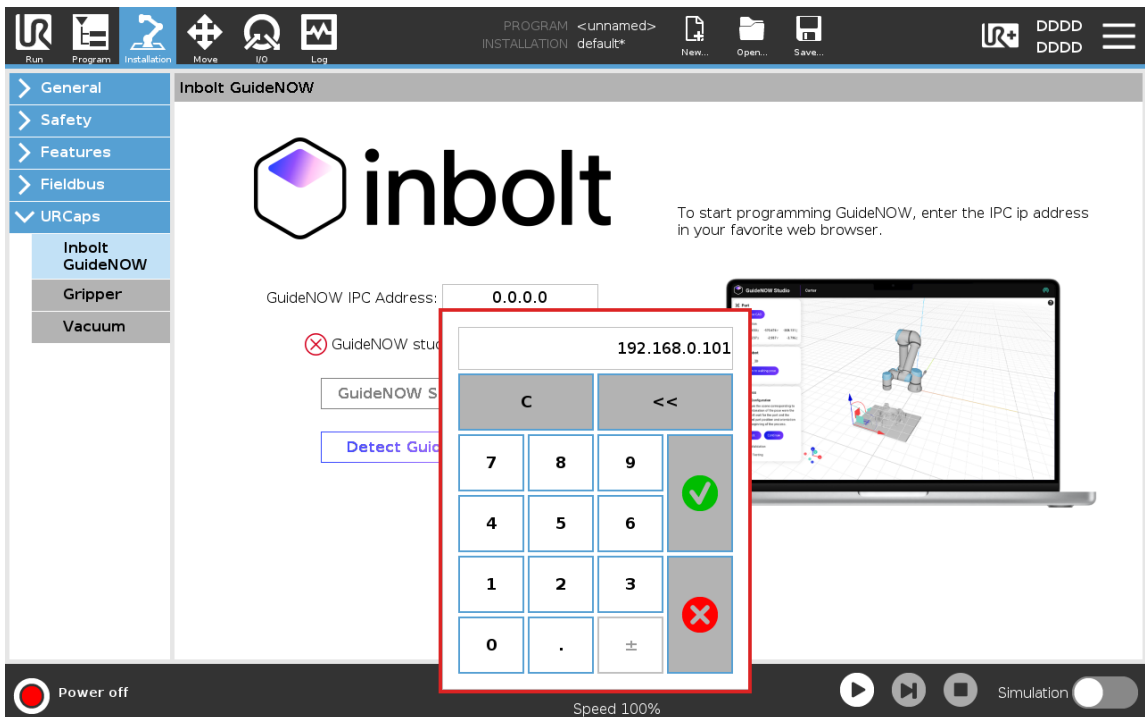 PROGRAM <unnamed>
INSTALLATION default*
Run Program Installation Move I/O Log New... Open... Save...
UR+
DDDD
DDDD
General
Safety
Features
Fieldbus
URCaps
Inbolt
GuideNOW
Gripper
Vacuum
Inbolt GuideNOW
inbolt
To start programming GuideNOW, enter the IPC ip address
in your favorite web browser.
GuideNOW IPC Address: 0.0.0.0
GuideNOW stud
GuideNOW S
Detect Guid
GuideNOW Studio
192.168.0.101
C <<
7 8 9
4 5 6
1 2 3
0 . ±
Power off
Speed 100%
Simulation